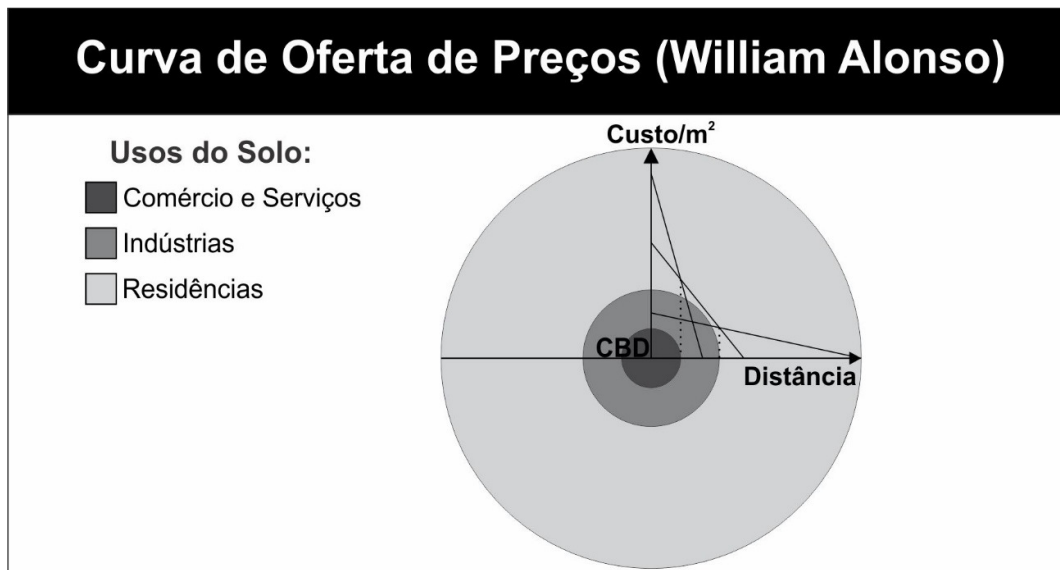 Curva de Oferta de Preços (William Alonso)
Usos do Solo:
Comércio e Serviços
Indústrias
Residências
Custo/m²
CBD
Distância